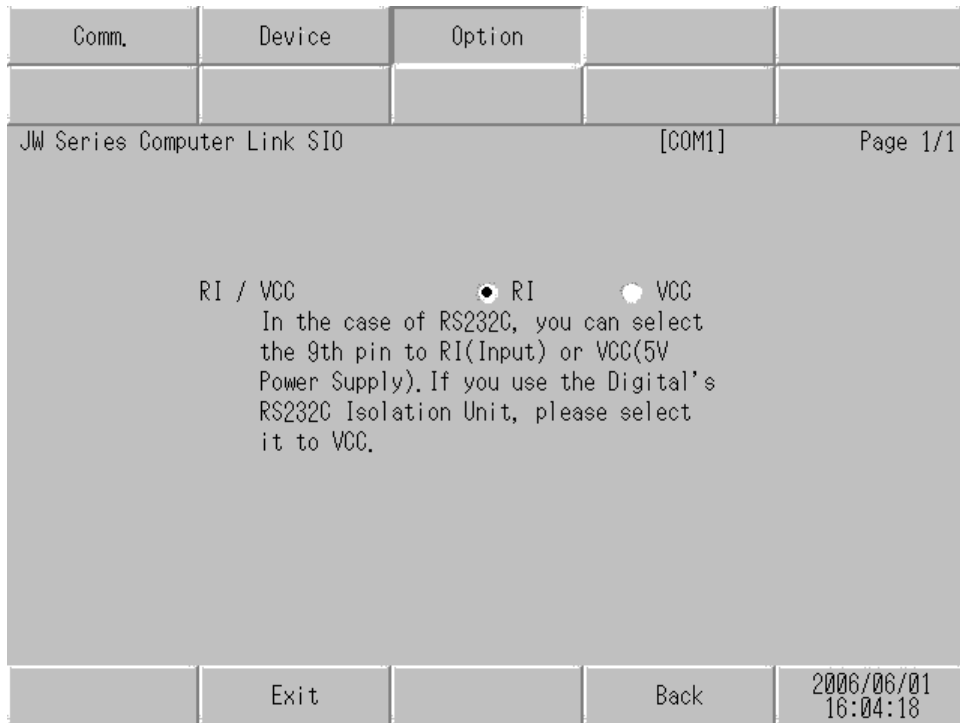 Comm. Device Option
JW Series Computer Link SIO [COM1] Page 1/1
RI / VCC RI VCC
In the case of RS232C, you can select
the 9th pin to RI(Input) or VCC(5V
Power Supply).If you use the Digital's
RS232C Isolation Unit, please select
it to VCC.
Exit Back 2006/06/01
16:04:18